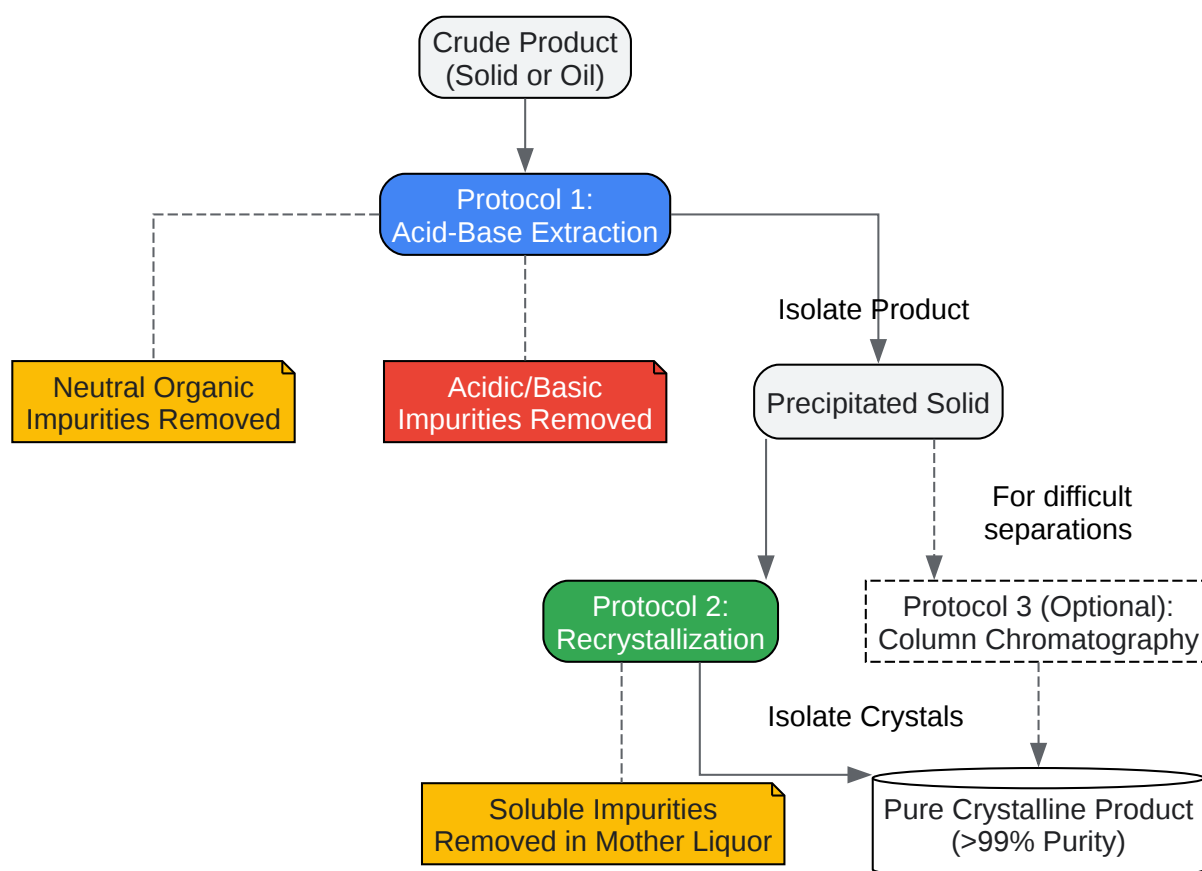 Crude Product
(Solid or Oil)
Protocol 1:
Acid-Base Extraction
Isolate Product
Neutral Organic
Impurities Removed
Acidic/Basic
Impurities Removed
Precipitated Solid
For difficult
separations
Protocol 2:
Recrystallization
Protocol 3 (Optional):
Column Chromatography
Isolate Crystals
Soluble Impurities
Removed in Mother Liquor
Pure Crystalline Product
(>99% Purity)